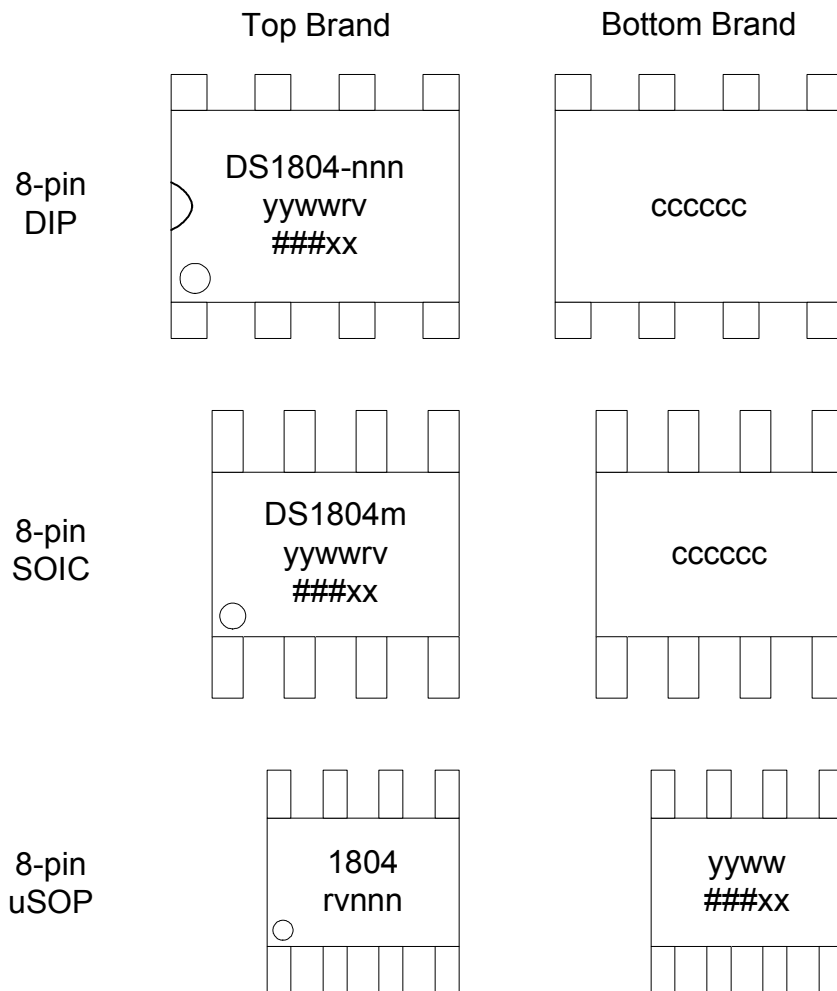 Top Brand
Bottom Brand
8-pin
DIP
DS1804-nnn
yywwrv
###xx
cccccc
8-pin
SOIC
DS1804m
yywwrv
###xx
cccccc
8-pin
uSOP
1804
rvnnn
yyww
###xx